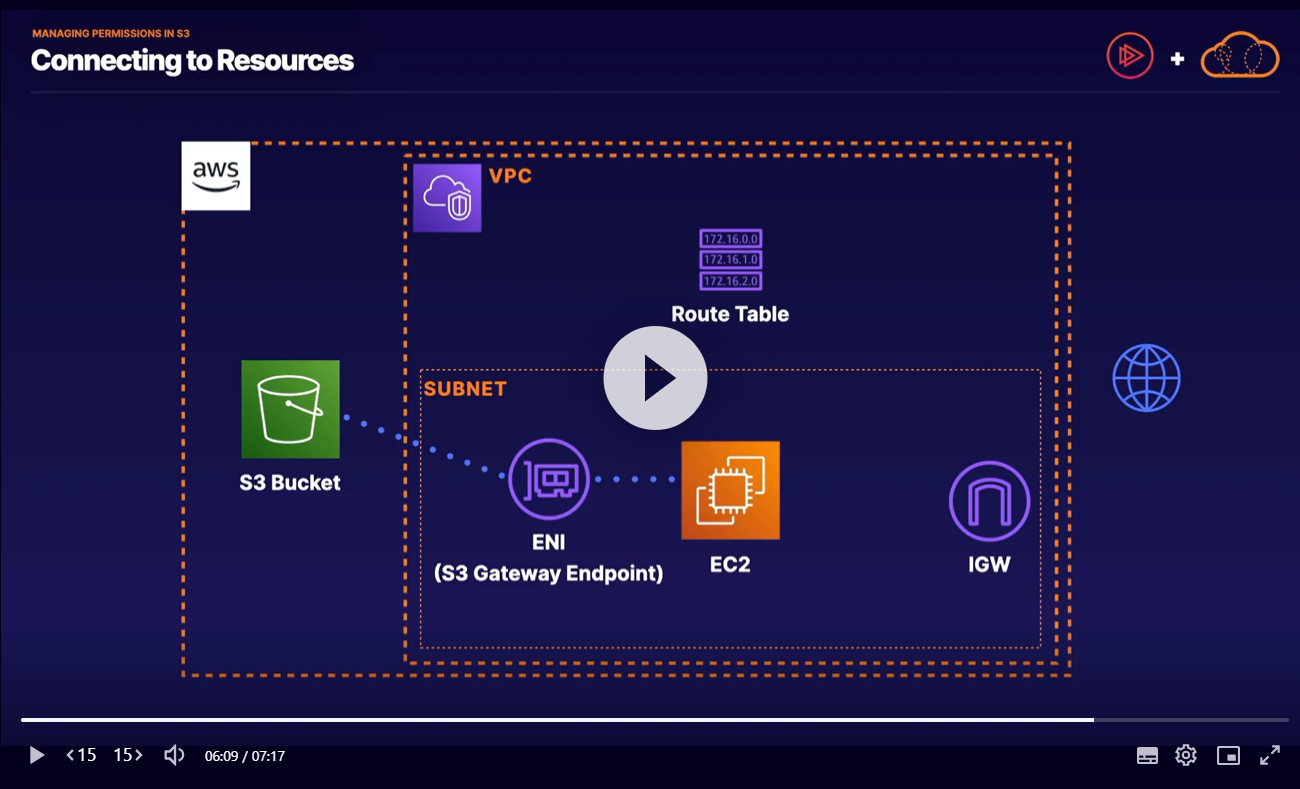 MANAGING PERMISSIONS IN S3
Connecting to Resources
aws
VPC
172.16.0.0
172.16.1.0
172.16.2.0
Route Table
SUBNET
S3 Bucket
ENI
(S3 Gateway Endpoint)
EC2
IGW
15
15
06:09 / 07:17